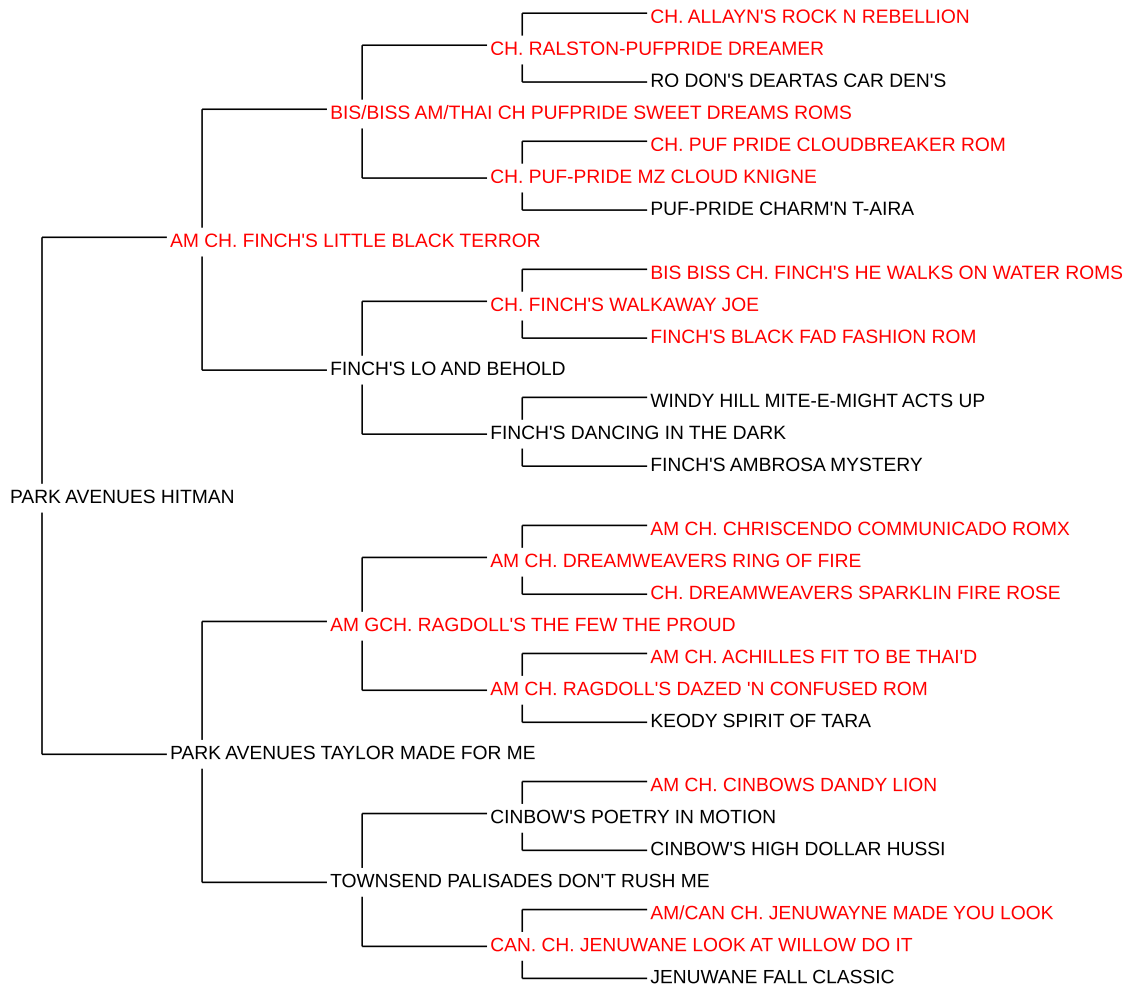 CH. ALLAYN'S ROCK N REBELLION
CH. RALSTON-PUFPRIDE DREAMER
RO DON'S DEARTAS CAR DEN'S
BIS/BISS AM/THAI CH PUFPRIDE SWEET DREAMS ROMS
CH. PUF PRIDE CLOUDBREAKER ROM
CH. PUF-PRIDE MZ CLOUD KNIGNE
PUF-PRIDE CHARM'N T-AIRA
AM CH. FINCH'S LITTLE BLACK TERROR
BIS BISS CH. FINCH'S HE WALKS ON WATER ROMS
CH. FINCH'S WALKAWAY JOE
FINCH'S BLACK FAD FASHION ROM
FINCH'S LO AND BEHOLD
WINDY HILL MITE-E-MIGHT ACTS UP
FINCH'S DANCING IN THE DARK
FINCH'S AMBROSA MYSTERY
PARK AVENUES HITMAN
AM CH. CHRISCENDO COMMUNICADO ROMX
AM CH. DREAMWEAVERS RING OF FIRE
CH. DREAMWEAVERS SPARKLIN FIRE ROSE
AM GCH. RAGDOLL'S THE FEW THE PROUD
AM CH. ACHILLES FIT TO BE THAI'D
AM CH. RAGDOLL'S DAZED 'N CONFUSED ROM
KEODY SPIRIT OF TARA
PARK AVENUES TAYLOR MADE FOR ME
AM CH. CINBOWS DANDY LION
CINBOW'S POETRY IN MOTION
CINBOW'S HIGH DOLLAR HUSSI
TOWNSEND PALISADES DON'T RUSH ME
AM/CAN CH. JENUWAYNE MADE YOU LOOK
CAN. CH. JENUWANE LOOK AT WILLOW DO IT
JENUWANE FALL CLASSIC